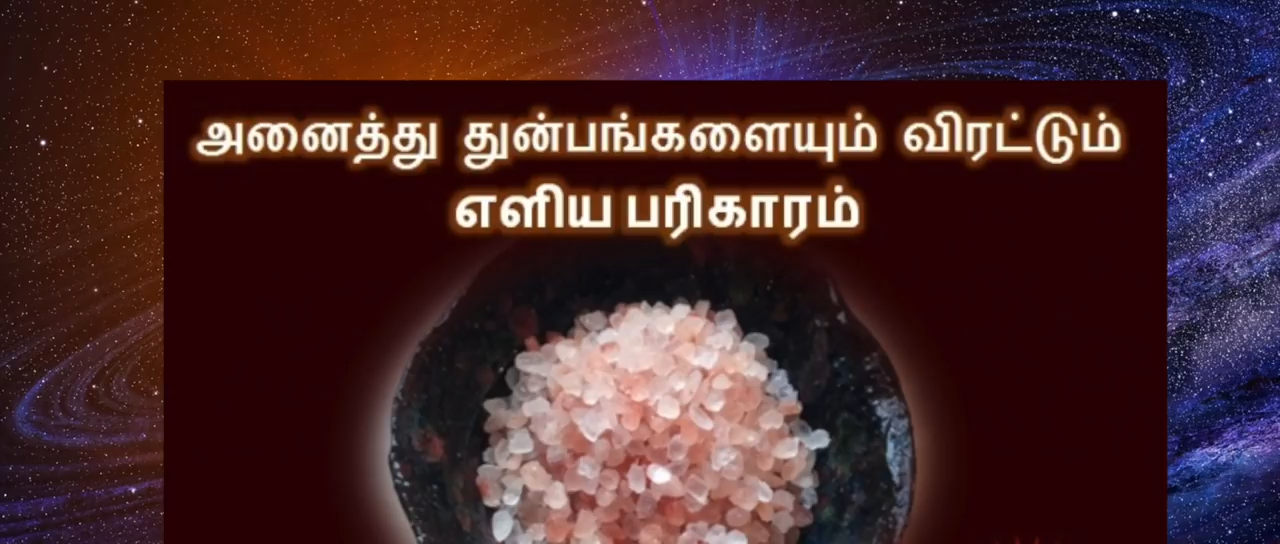 அனைத்து துன்பங்களையும் விரட்டும்
எளிய பரிகாரம்